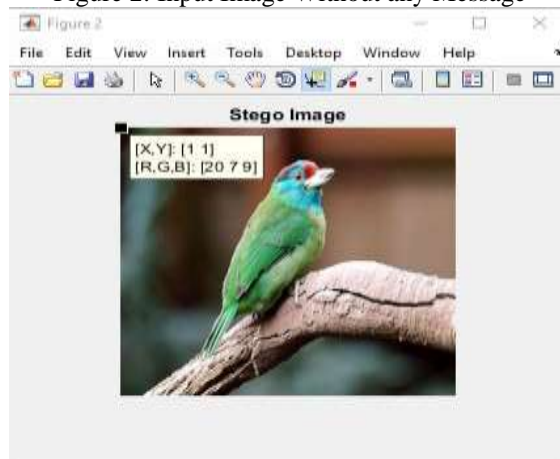 Figure 2: Input Image Without any Message
Figure 2
File Edit View Insert Tools Desktop Window Help
Stego Image
[X,Y]: [1 1]
[R,G,B]: [20 7 9]